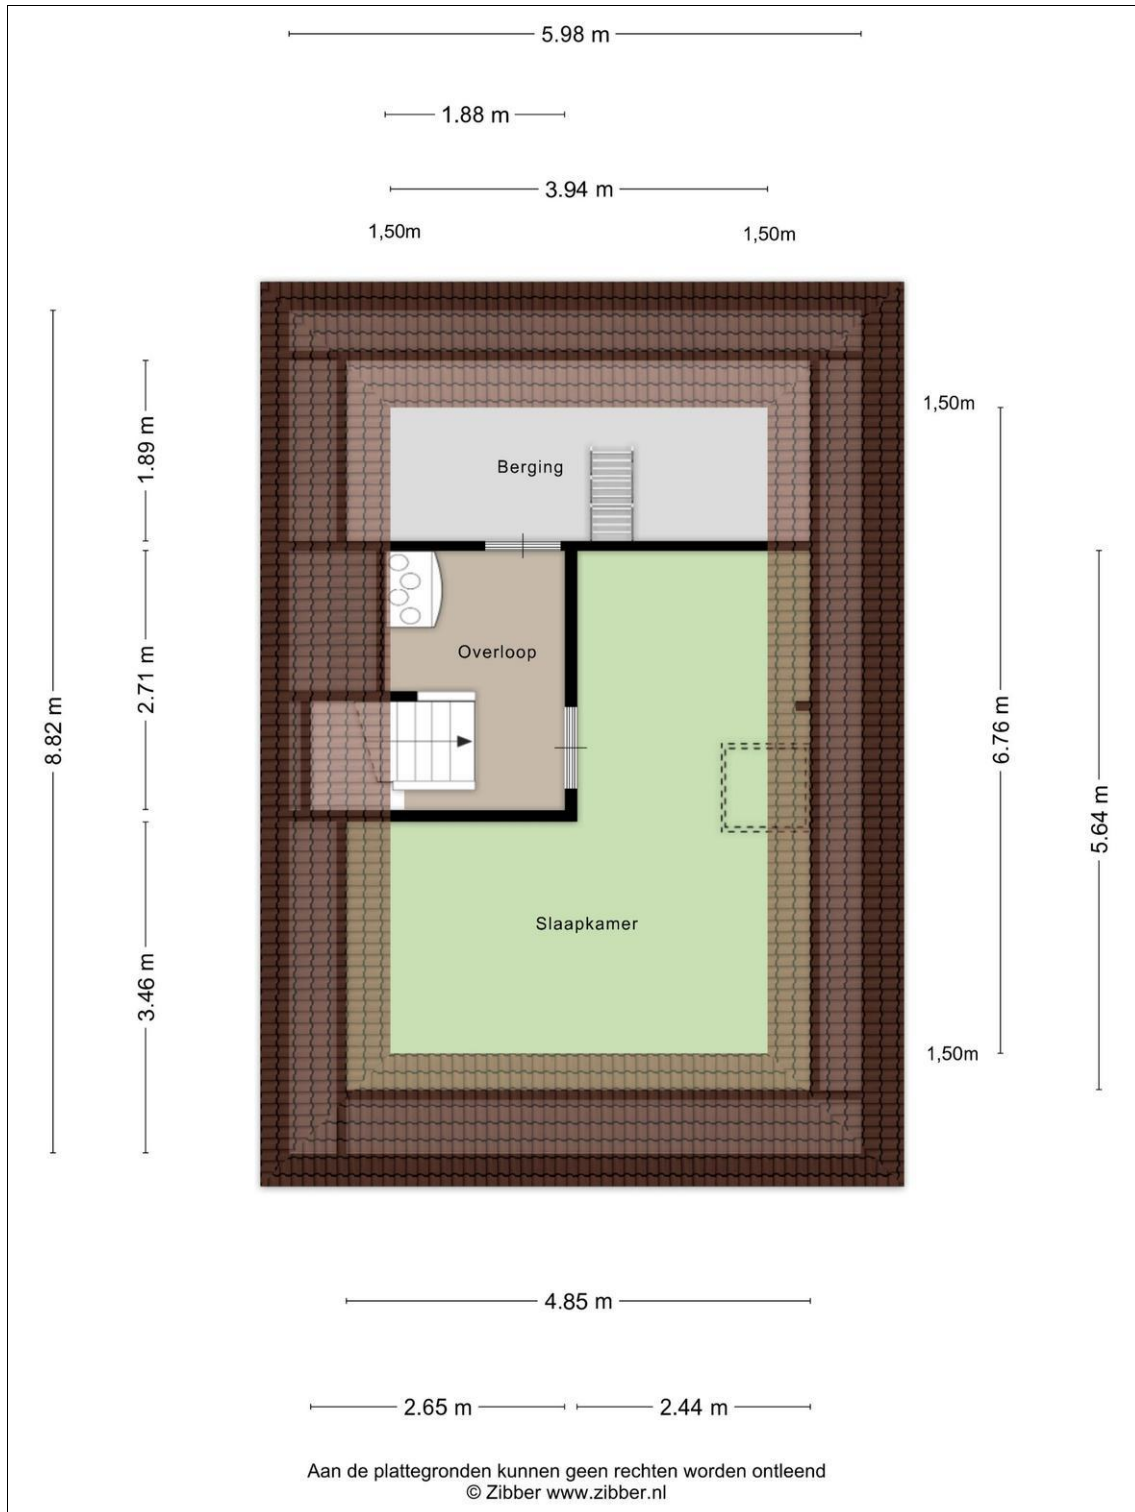 5.98 m
1.88 m
3.94 m
1,50m 1,50m
1,50m
1.89 m
Berging
2.71 m
Overloop
8.82 m
6.76 m
5.64 m
Slaapkamer
3.46 m
1,50m
4.85 m
2.65 m 2.44 m
Aan de plattegronden kunnen geen rechten worden ontleend
© Zibber www.zibber.nl